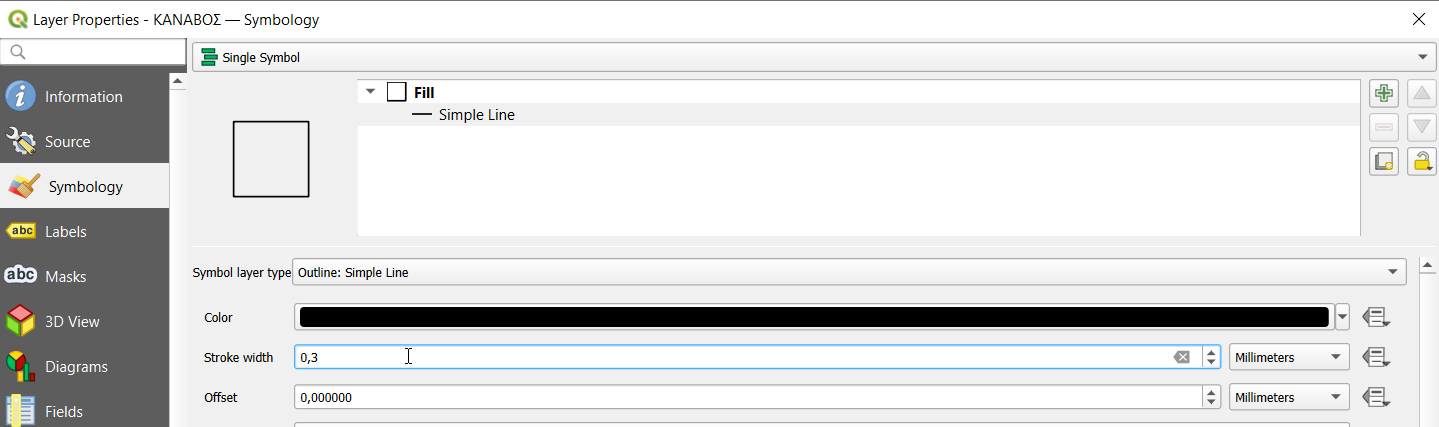 Layer Properties - ΚΑΝΑΒΟΣ — Symbology
Single Symbol
Information
Fill
Simple Line
Source
Symbology
Labels
Masks
3D View
Diagrams
Fields
Symbol layer type Outline: Simple Line
Color
Stroke width 0,3 Millimeters
Offset 0,000000 Millimeters
abc
abc